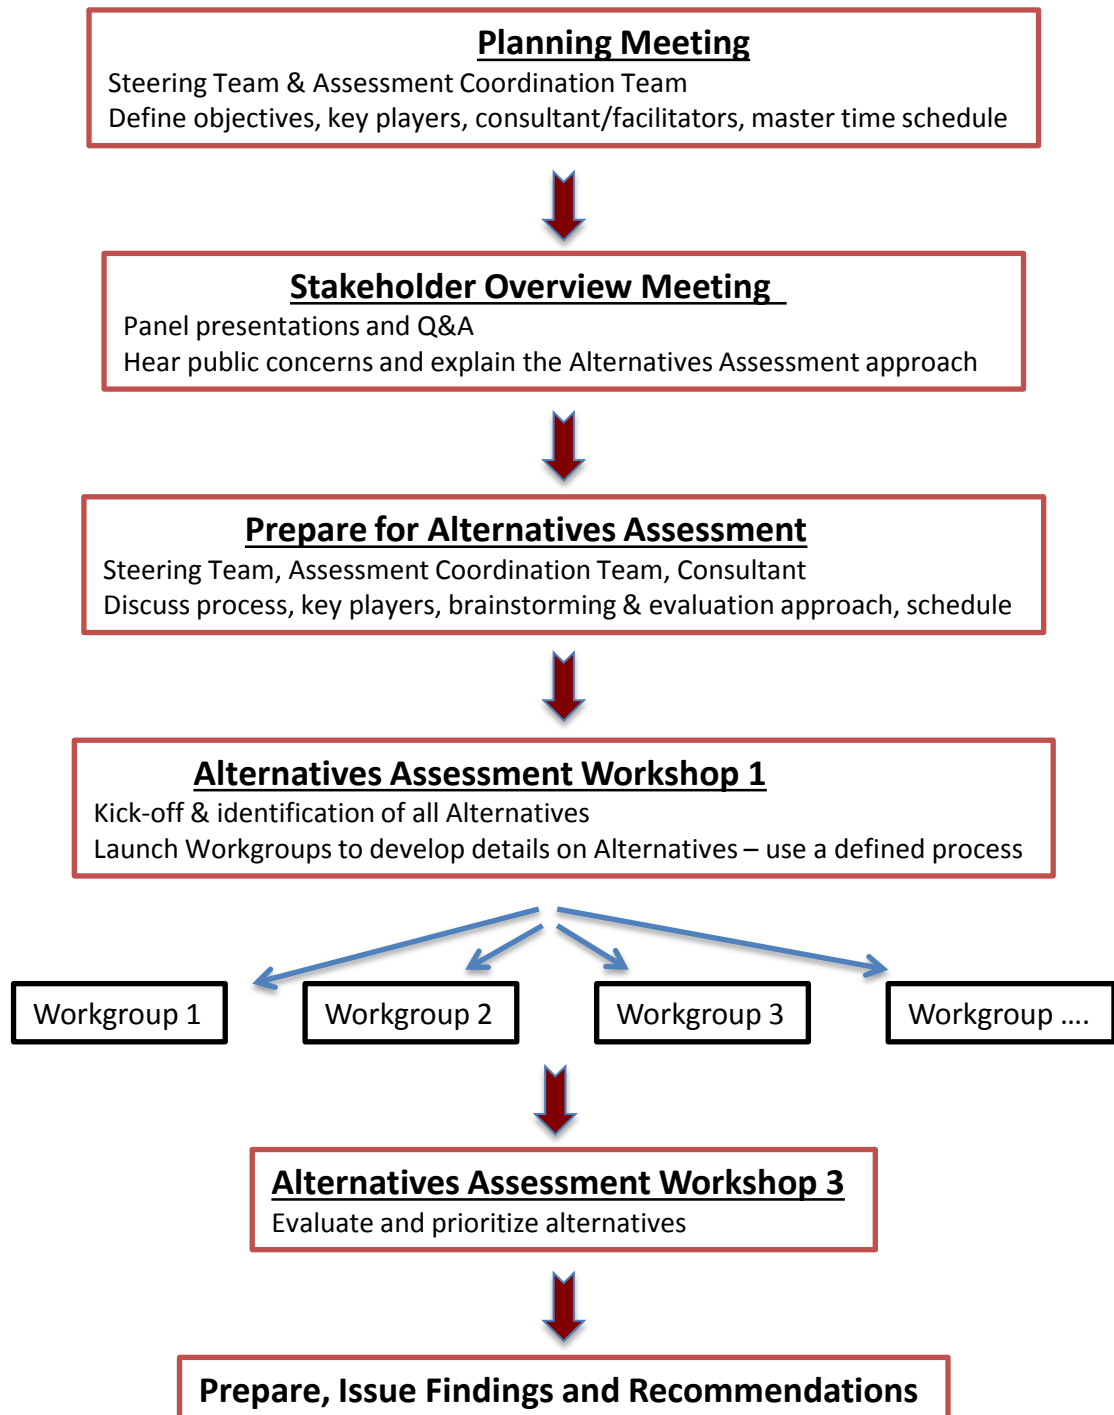 Planning Meeting
Steering Team & Assessment Coordination Team
Define objectives, key players, consultant/facilitators, master time schedule
Stakeholder Overview Meeting
Panel presentations and Q&A
Hear public concerns and explain the Alternatives Assessment approach
Prepare for Alternatives Assessment
Steering Team, Assessment Coordination Team, Consultant
Discuss process, key players, brainstorming & evaluation approach, schedule
Alternatives Assessment Workshop 1
Kick-off & identification of all Alternatives
Launch Workgroups to develop details on Alternatives – use a defined process
Workgroup 1
Workgroup 2
Workgroup 3
Workgroup ....
Alternatives Assessment Workshop 3
Evaluate and prioritize alternatives
Prepare, Issue Findings and Recommendations